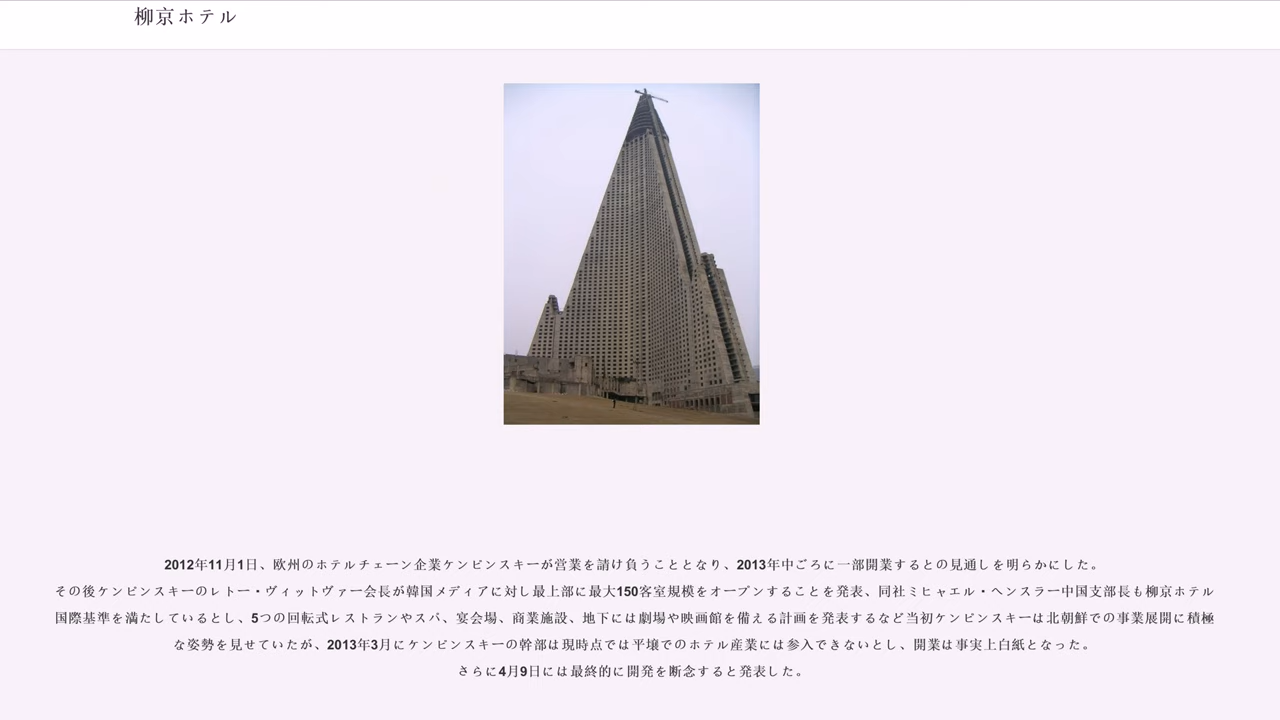 柳京ホテル
2012年11月1日、欧州のホテルチェーン企業ケンピンスキーが営業を請け負うこととなり、2013年中ごろに一部開業するとの見通しを明らかにした。
その後ケンピンスキーのレトー・ヴィットヴァー会長が韓国メディアに対し最上部に最大150客室規模をオープンすることを発表、同社ミヒャエル・ヘンスラー中国支部長も柳京ホテル
国際基準を満たしているとし、5つの回転式レストランやスパ、宴会場、商業施設、地下には劇場や映画館を備える計画を発表するなど当初ケンピンスキーは北朝鮮での事業展開に積極
な姿勢を見せていたが、2013年3月にケンピンスキーの幹部は現時点では平壌でのホテル産業には参入できないとし、開業は事実上白紙となった。
さらに4月9日には最終的に開発を断念すると発表した。